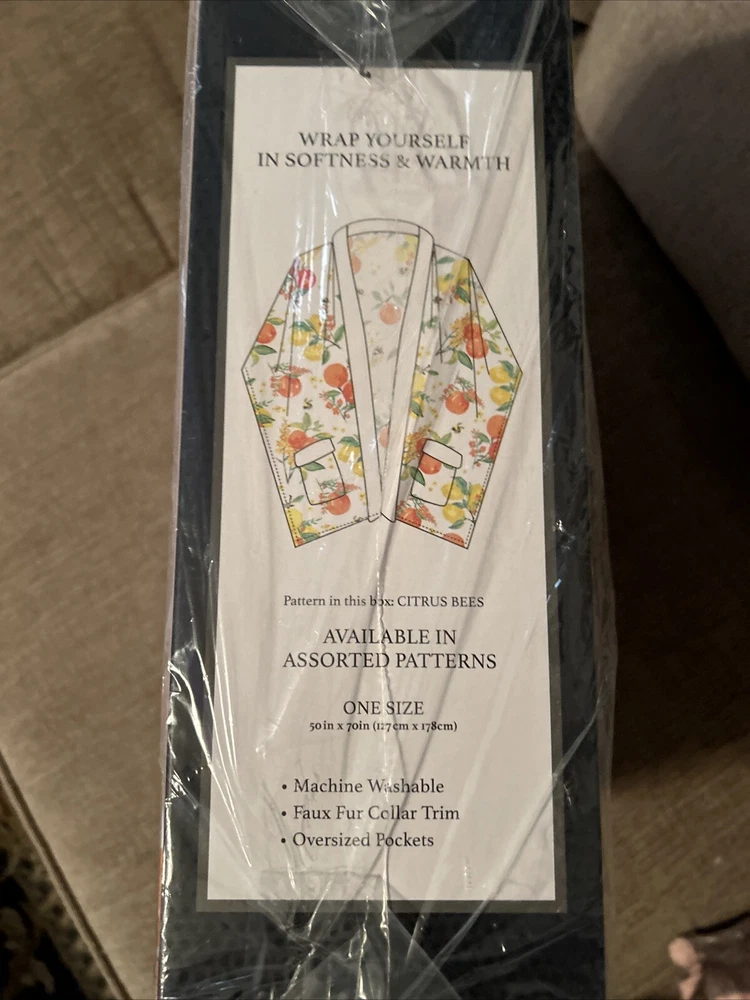 WRAP YOURSELF
IN SOFTNESS & WARMTH
Pattern in this box: CITRUS BEES
AVAILABLE IN
ASSORTED PATTERNS
ONE SIZE
50in x 70in (127cm x 178cm)
• Machine Washable
• Faux Fur Collar Trim
• Oversized Pockets